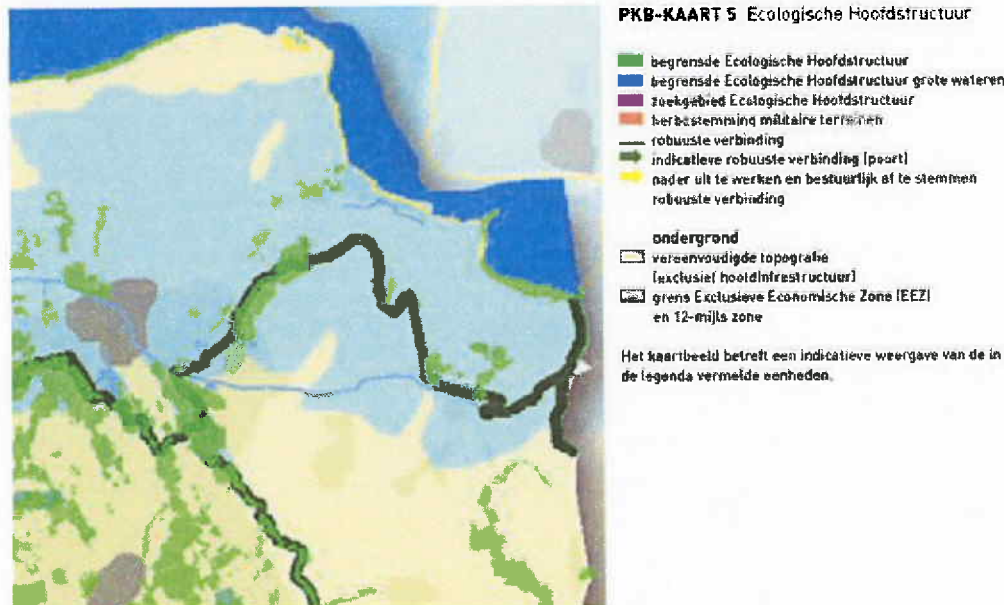 PKB-KAART 5 Ecologische Hoofdstructuur
begrensde Ecologische Hoofdstructuur
begrensde Ecologische Hoofdstructuur grote wateren
zoekgebied Ecologische Hoofdstructuur
herbestemming militaire terreinen
robuuste verbinding
indicatieve robuuste verbinding (poort)
nader uit te werken en bestuurlijk af te stemmen
robuuste verbinding
ondergrond
vereenvoudigde topografie
(exclusief hoofdinfrastructuur)
grens Exclusieve Economische Zone (EEZ)
en 12-mijls zone
Het kaartbeeld betreft een indicatieve weergave van de in
de legenda vermelde eenheden.